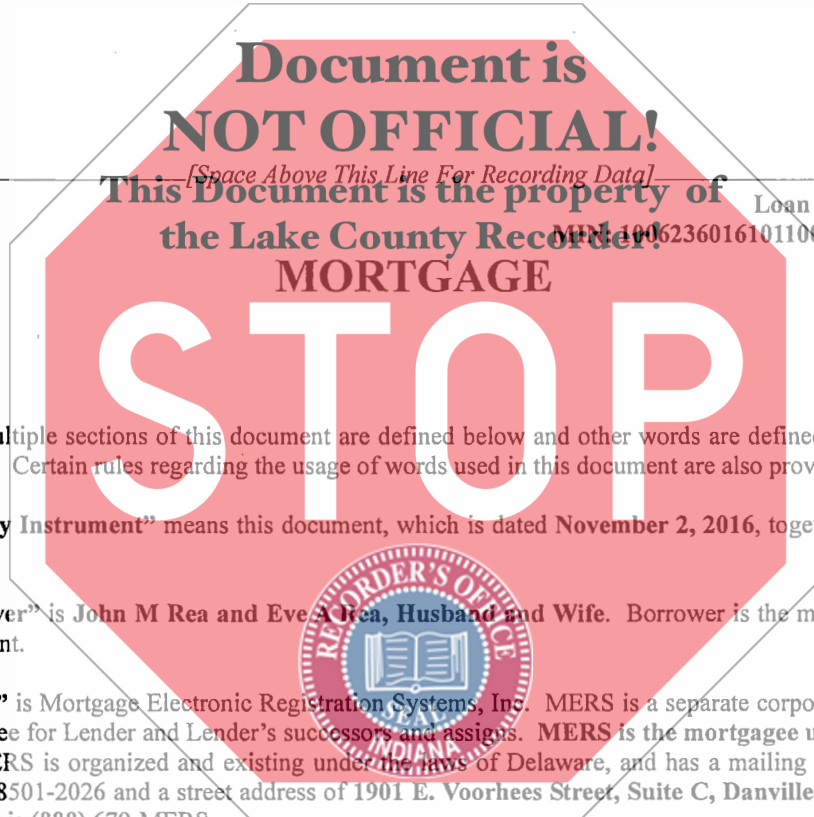 Document is
NOT OFFICIAL!
[Space Above This Line For Recording Data]
This Document is the property of
Loan
the Lake County Recorder!
MIN: 10062360161011
MORTGAGE
STOP
ltiple sections of this document are defined below and other words are define
Certain rules regarding the usage of words used in this document are also prov
y Instrument” means this document, which is dated November 2, 2016, toge
er” is John M Rea and Eve A Rea, Husband and Wife. Borrower is the m
nt.
RECORDER'S OFFICE
” is Mortgage Electronic Registration Systems, Inc. MERS is a separate corpo
SEAL
ee for Lender and Lender’s successors and assigns. MERS is the mortgagee u
INDIANA
RS is organized and existing under the laws of Delaware, and has a mailing
8501-2026 and a street address of 1901 E. Voorhees Street, Suite C, Danville